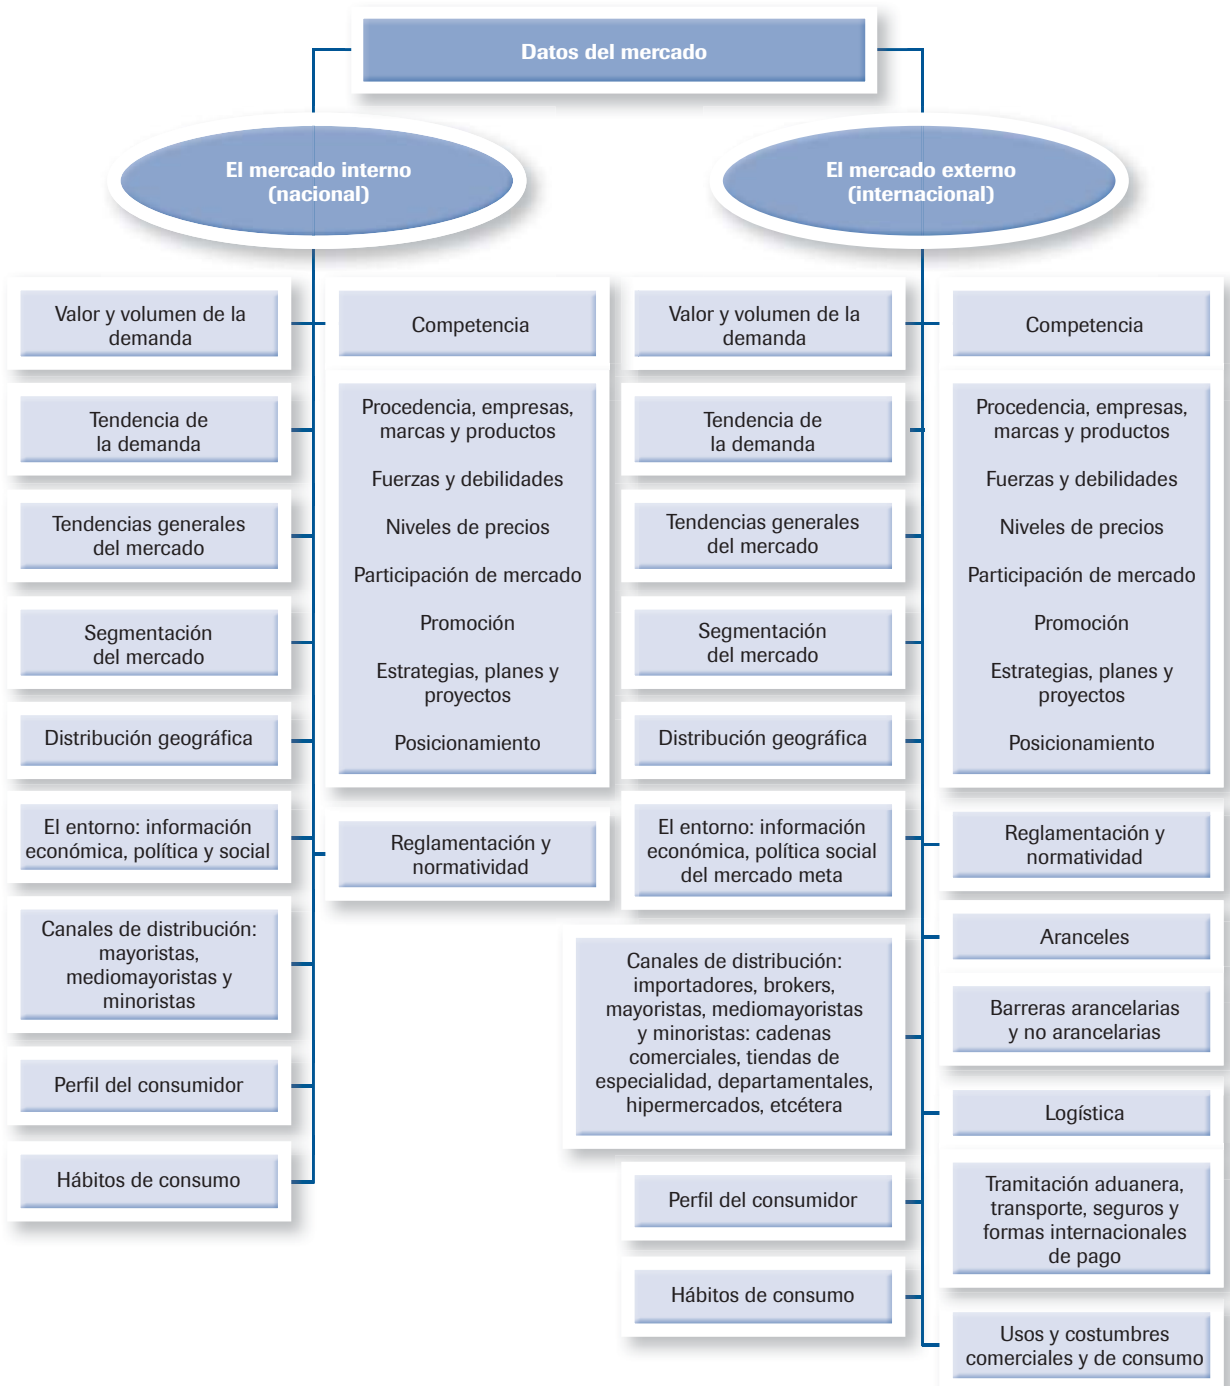 Datos del mercado
El mercado interno
(nacional)
Valor y volumen de la
demanda
Tendencia de
la demanda
Tendencias generales
del mercado
Segmentación
del mercado
Distribución geográfica
El entorno: información
económica, política y social
Canales de distribución:
mayoristas,
mediomayoristas y
minoristas
Perfil del consumidor
Hábitos de consumo
Competencia
Procedencia, empresas,
marcas y productos
Fuerzas y debilidades
Niveles de precios
Participación de mercado
Promoción
Estrategias, planes y
proyectos
Posicionamiento
Reglamentación y
normatividad
El mercado externo
(internacional)
Valor y volumen de la
demanda
Tendencia de
la demanda
Tendencias generales
del mercado
Segmentación
del mercado
Distribución geográfica
El entorno: información
económica, política social
del mercado meta
Canales de distribución:
importadores, brokers,
mayoristas, mediomayoristas
y minoristas: cadenas
comerciales, tiendas de
especialidad, departamentales,
hipermercados, etcétera
Perfil del consumidor
Hábitos de consumo
Competencia
Procedencia, empresas,
marcas y productos
Fuerzas y debilidades
Niveles de precios
Participación de mercado
Promoción
Estrategias, planes y
proyectos
Posicionamiento
Reglamentación y
normatividad
Aranceles
Barreras arancelarias
y no arancelarias
Logística
Tramitación aduanera,
transporte, seguros y
formas internacionales
de pago
Usos y costumbres
comerciales y de consumo